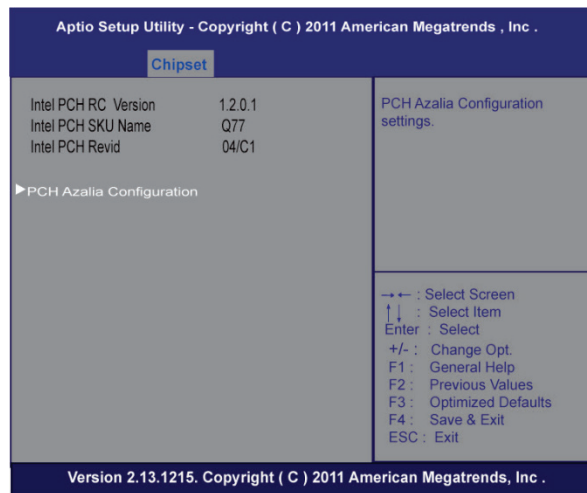 Aptio Setup Utility - Copyright ( C ) 2011 American Megatrends , Inc .
Chipset
Intel PCH RC Version 1.2.0.1
Intel PCH SKU Name Q77
Intel PCH Revid 04/C1
►PCH Azalia Configuration
PCH Azalia Configuration
settings.
→← : Select Screen
↑↓ : Select Item
Enter : Select
+/- : Change Opt.
F1 : General Help
F2 : Previous Values
F3 : Optimized Defaults
F4 : Save & Exit
ESC : Exit
Version 2.13.1215. Copyright ( C ) 2011 American Megatrends, Inc .